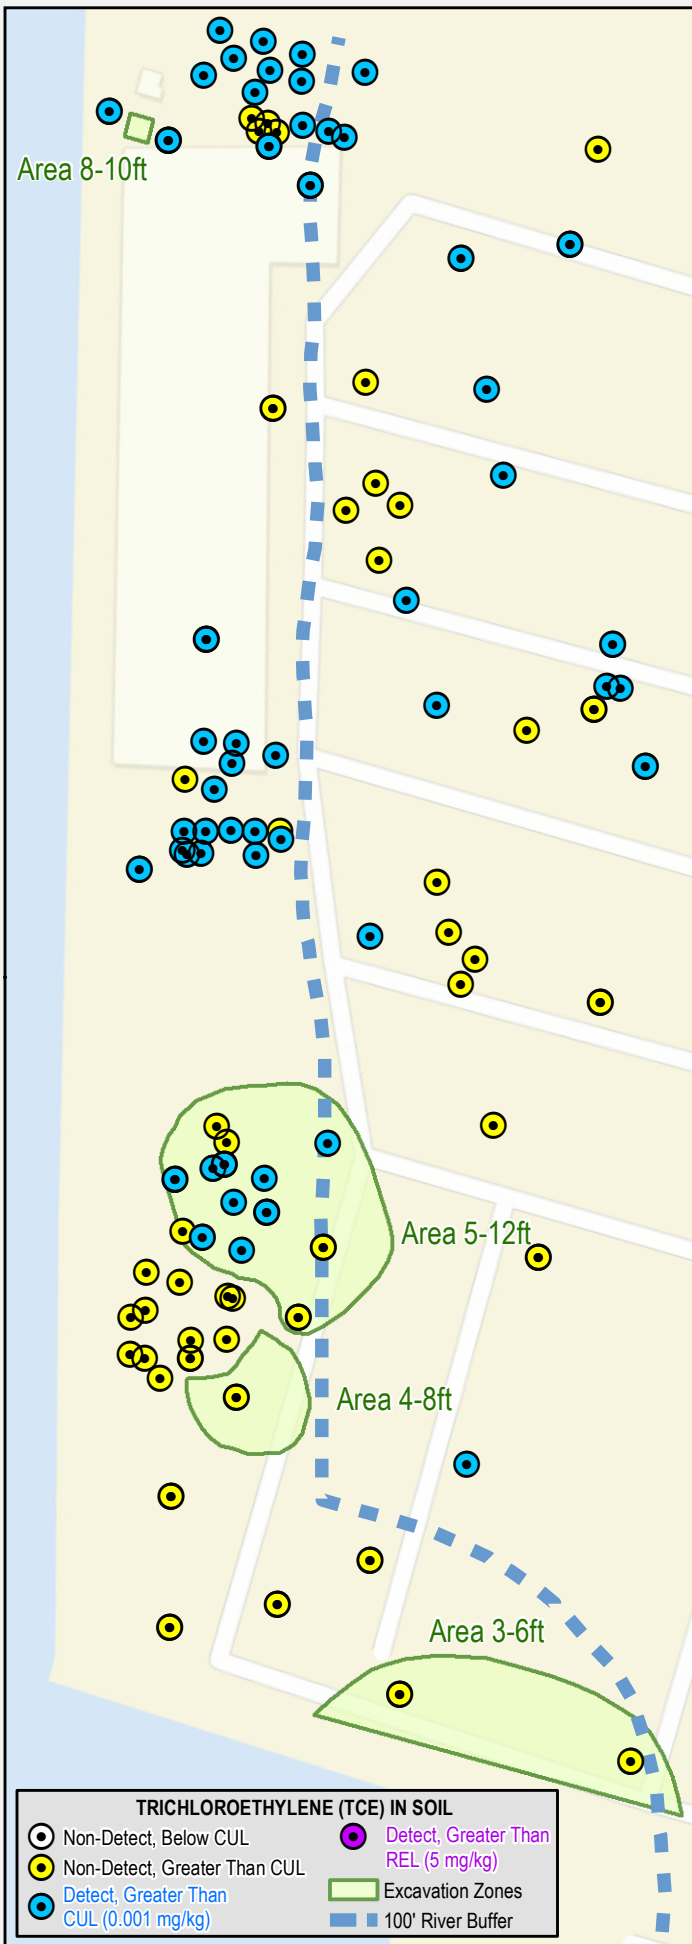 Area 8-10ft
Area 5-12ft
Area 4-8ft
Area 3-6ft
TRICHLOROETHYLENE (TCE) IN SOIL
Non-Detect, Below CUL
Non-Detect, Greater Than CUL
Detect, Greater Than
CUL (0.001 mg/kg)
Detect, Greater Than
REL (5 mg/kg)
Excavation Zones
100' River Buffer